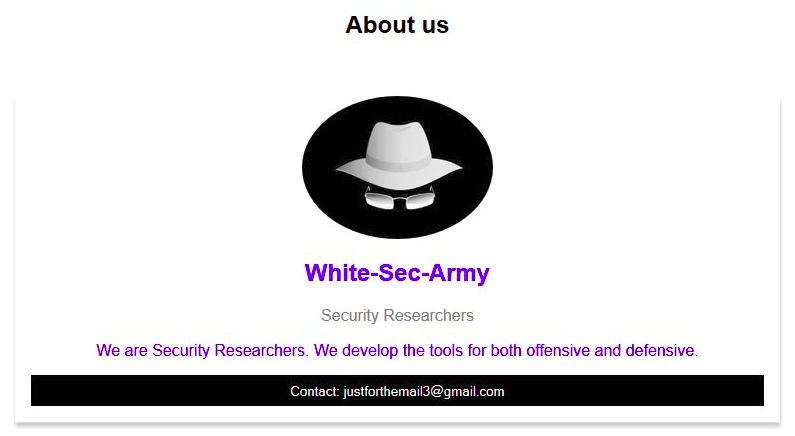 About us
White-Sec-Army
Security Researchers
We are Security Researchers. We develop the tools for both offensive and defensive.
Contact: justforthemail3@gmail.com